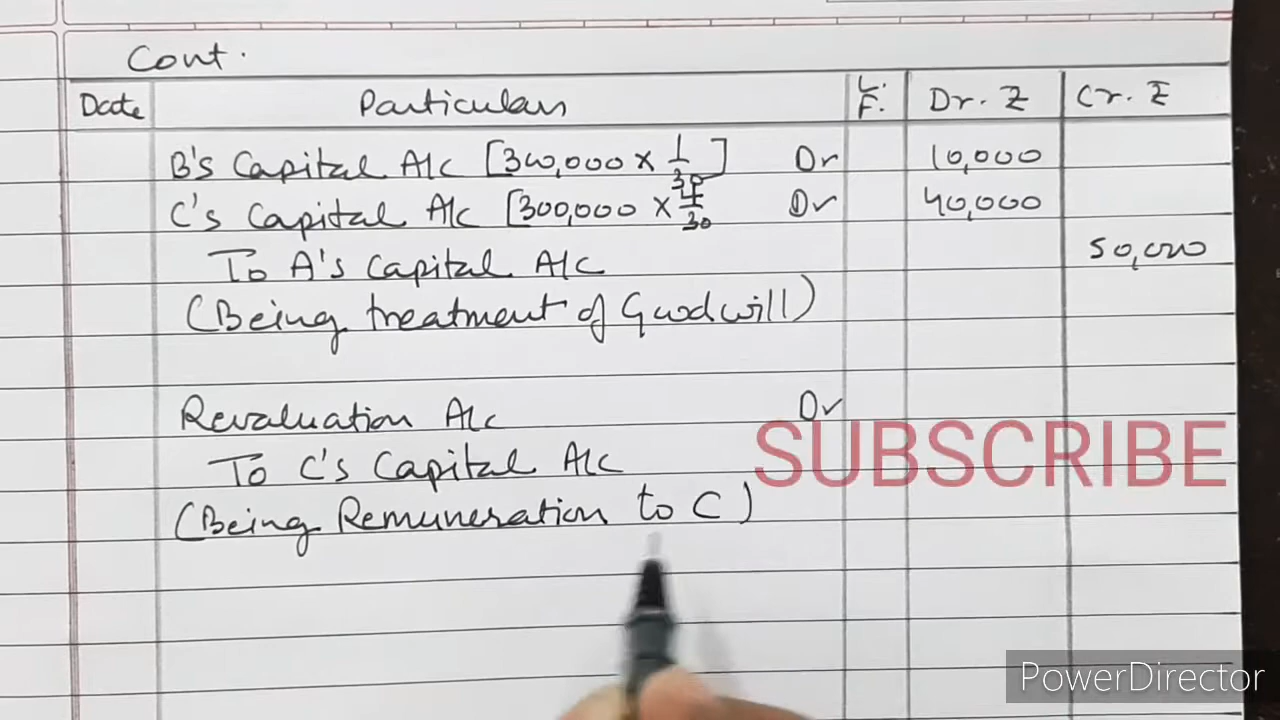 Cont.
Date Particulars L.F. Dr. ₹ Cr. ₹
B's Capital A/c [300,000 × 1/30] Dr 10,000
C's Capital A/c [300,000 × 4/30] Dr 40,000
To A's Capital A/c 50,000
(Being treatment of Goodwill)
Revaluation A/c Dr
To C's Capital A/c
(Being Remuneration to C)
SUBSCRIBE
PowerDirector